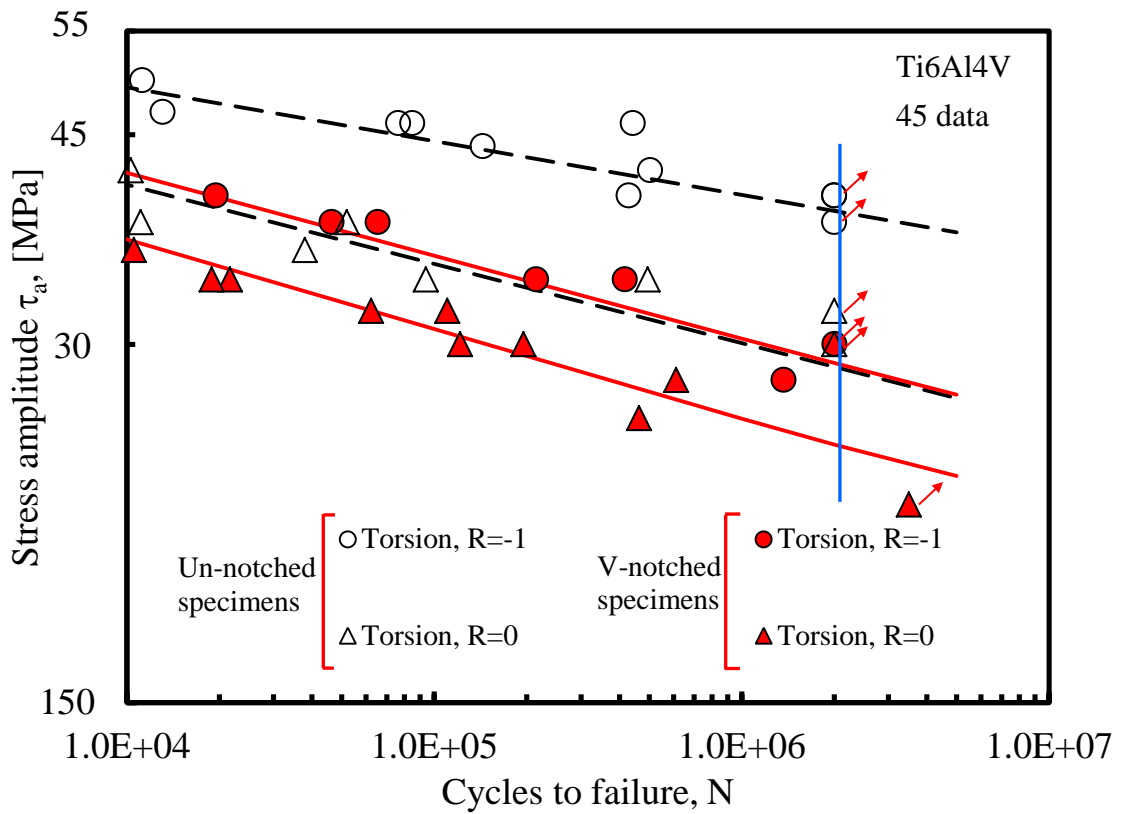 55
Ti6Al4V
45 data
45
30
150
Stress amplitude τa, [MPa]
Un-notched
specimens
Torsion, R=-1
Torsion, R=0
V-notched
specimens
Torsion, R=-1
Torsion, R=0
1.0E+04 1.0E+05 1.0E+06 1.0E+07
Cycles to failure, N